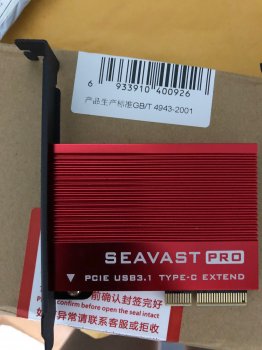 6 933910 400926
产品生产标准GB/T 4943-2001
SEAVAST PRO
▼ PCIE USB3.1 TYPE-C EXTEND
前确认封签完好
confirm before open the seal
如异常请联系客服或拒收